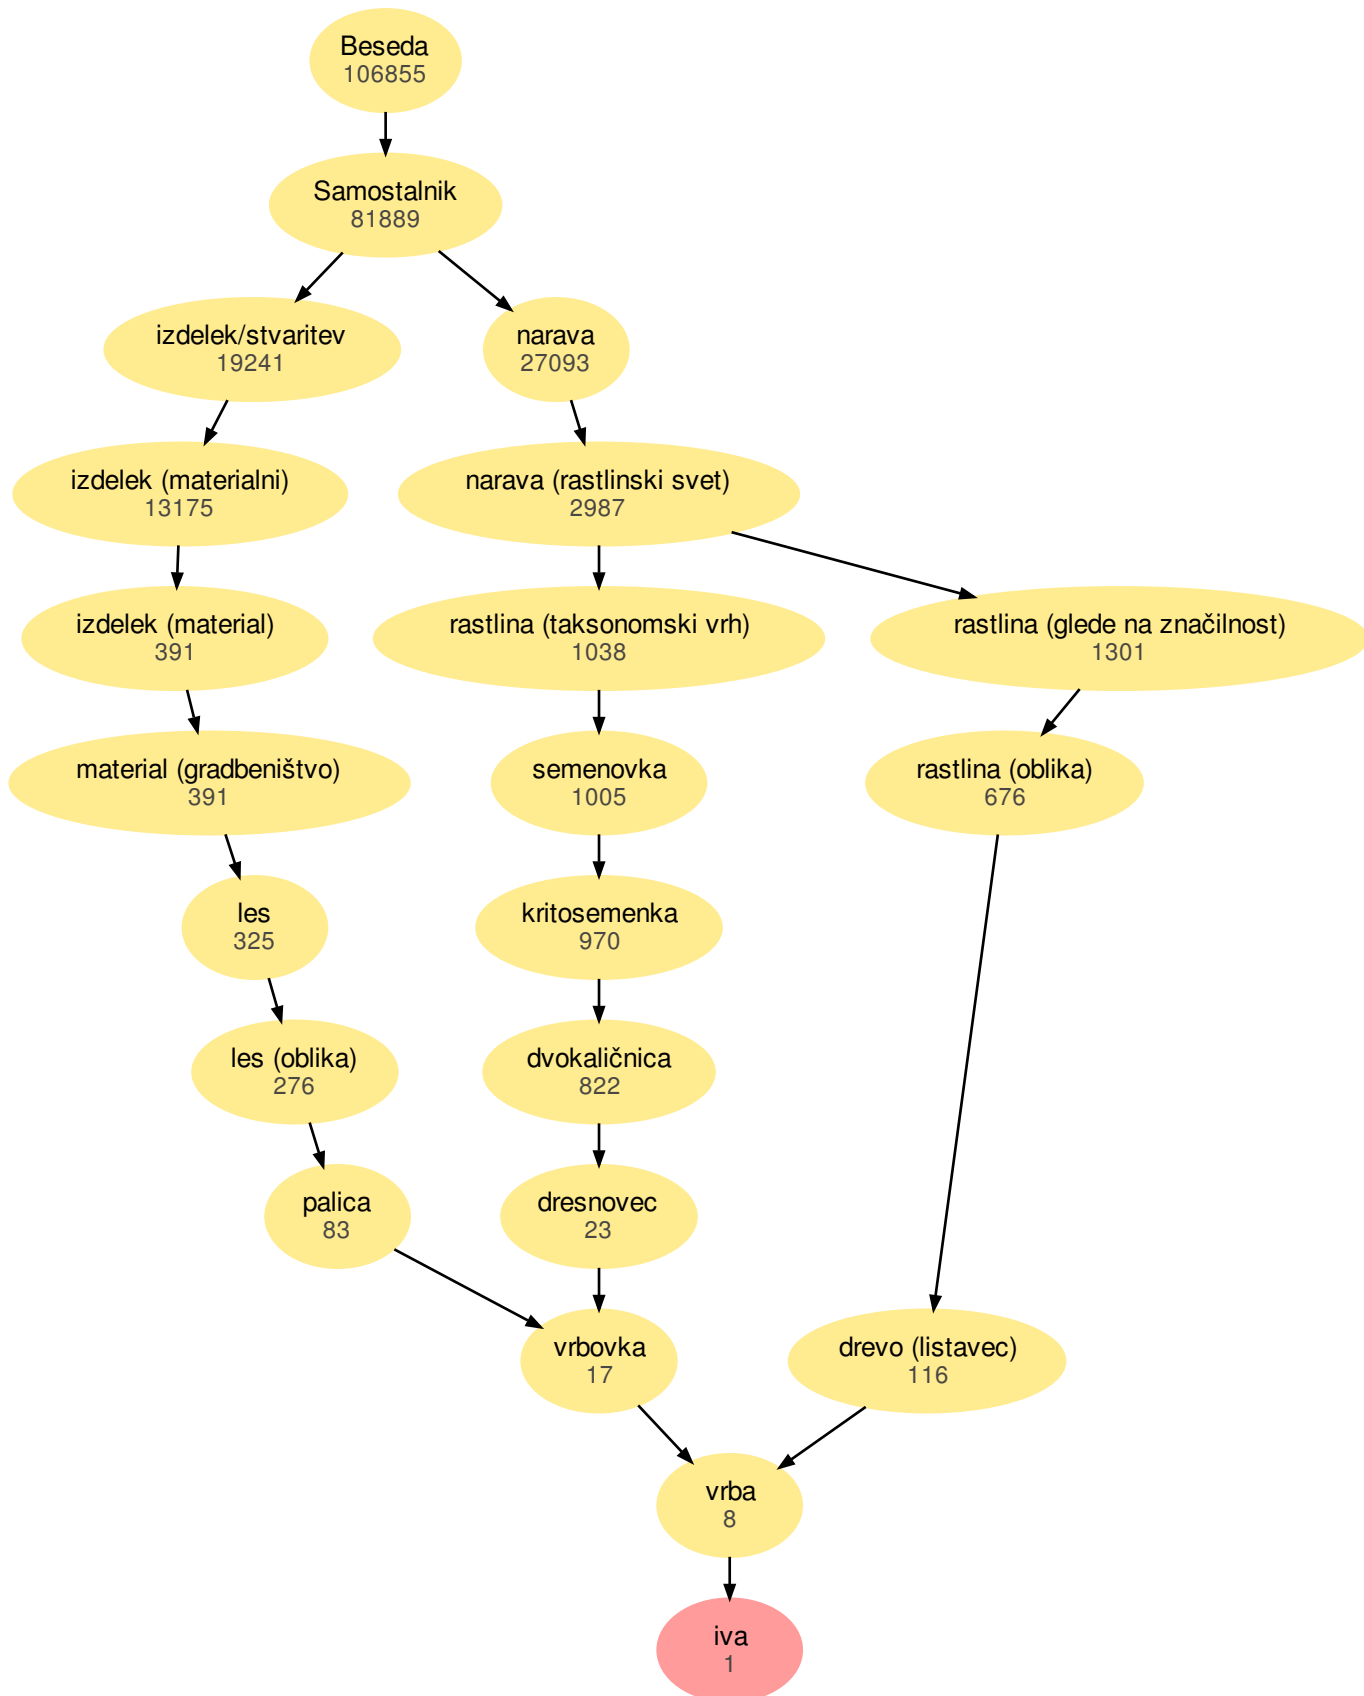 Beseda
106855
Samostalnik
81889
izdelek/stvaritev
19241
narava
27093
izdelek (materialni)
13175
narava (rastlinski svet)
2987
izdelek (material)
391
rastlina (taksonomski vrh)
1038
rastlina (glede na značilnost)
1301
material (gradbeništvo)
391
semenovka
1005
rastlina (oblika)
676
les
325
kritosemenka
970
les (oblika)
276
dvokaličnica
822
palica
83
dresnovec
23
vrbovka
17
drevo (listavec)
116
vrba
8
iva
1